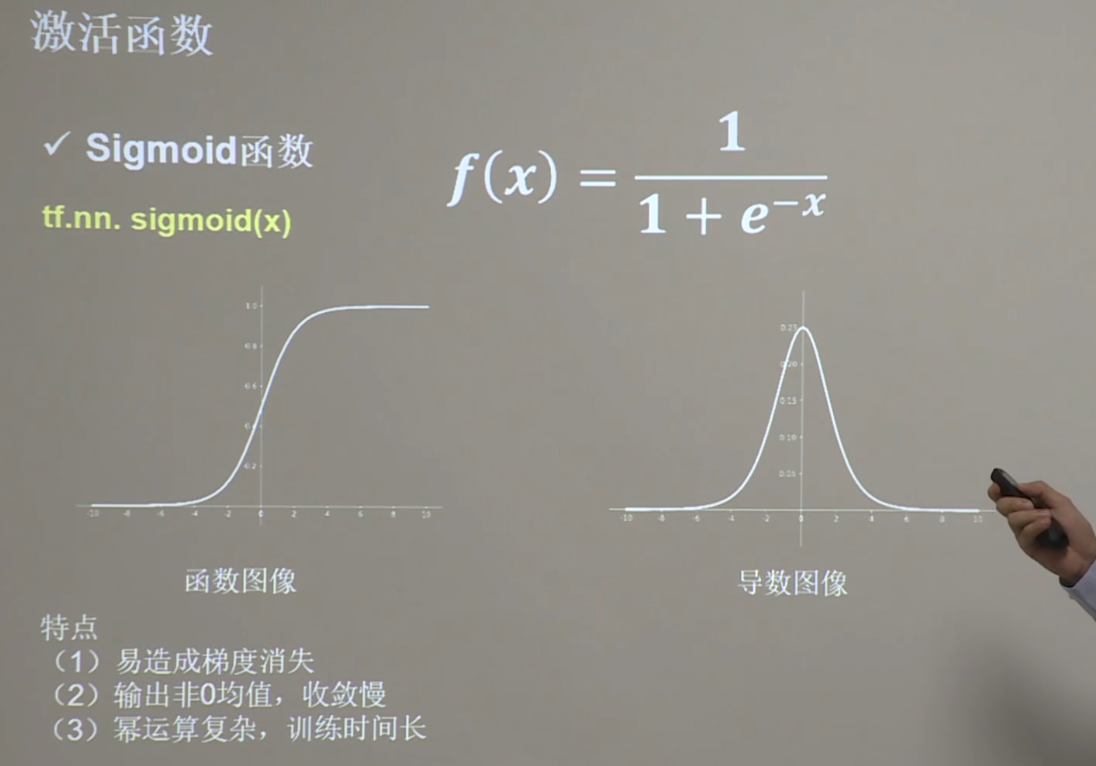 激活函数
✓ Sigmoid函数
tf.nn. sigmoid(x)
f(x) = 1 / (1 + e^{-x})
1.0
0.8
0.6
0.4
0.2
-10 -8 -6 -4 -2 0 2 4 6 8 10
函数图像
0.25
0.20
0.15
0.10
0.05
-10 -8 -6 -4 -2 0 2 4 6 8 10
导数图像
特点
（1）易造成梯度消失
（2）输出非0均值，收敛慢
（3）幂运算复杂，训练时间长